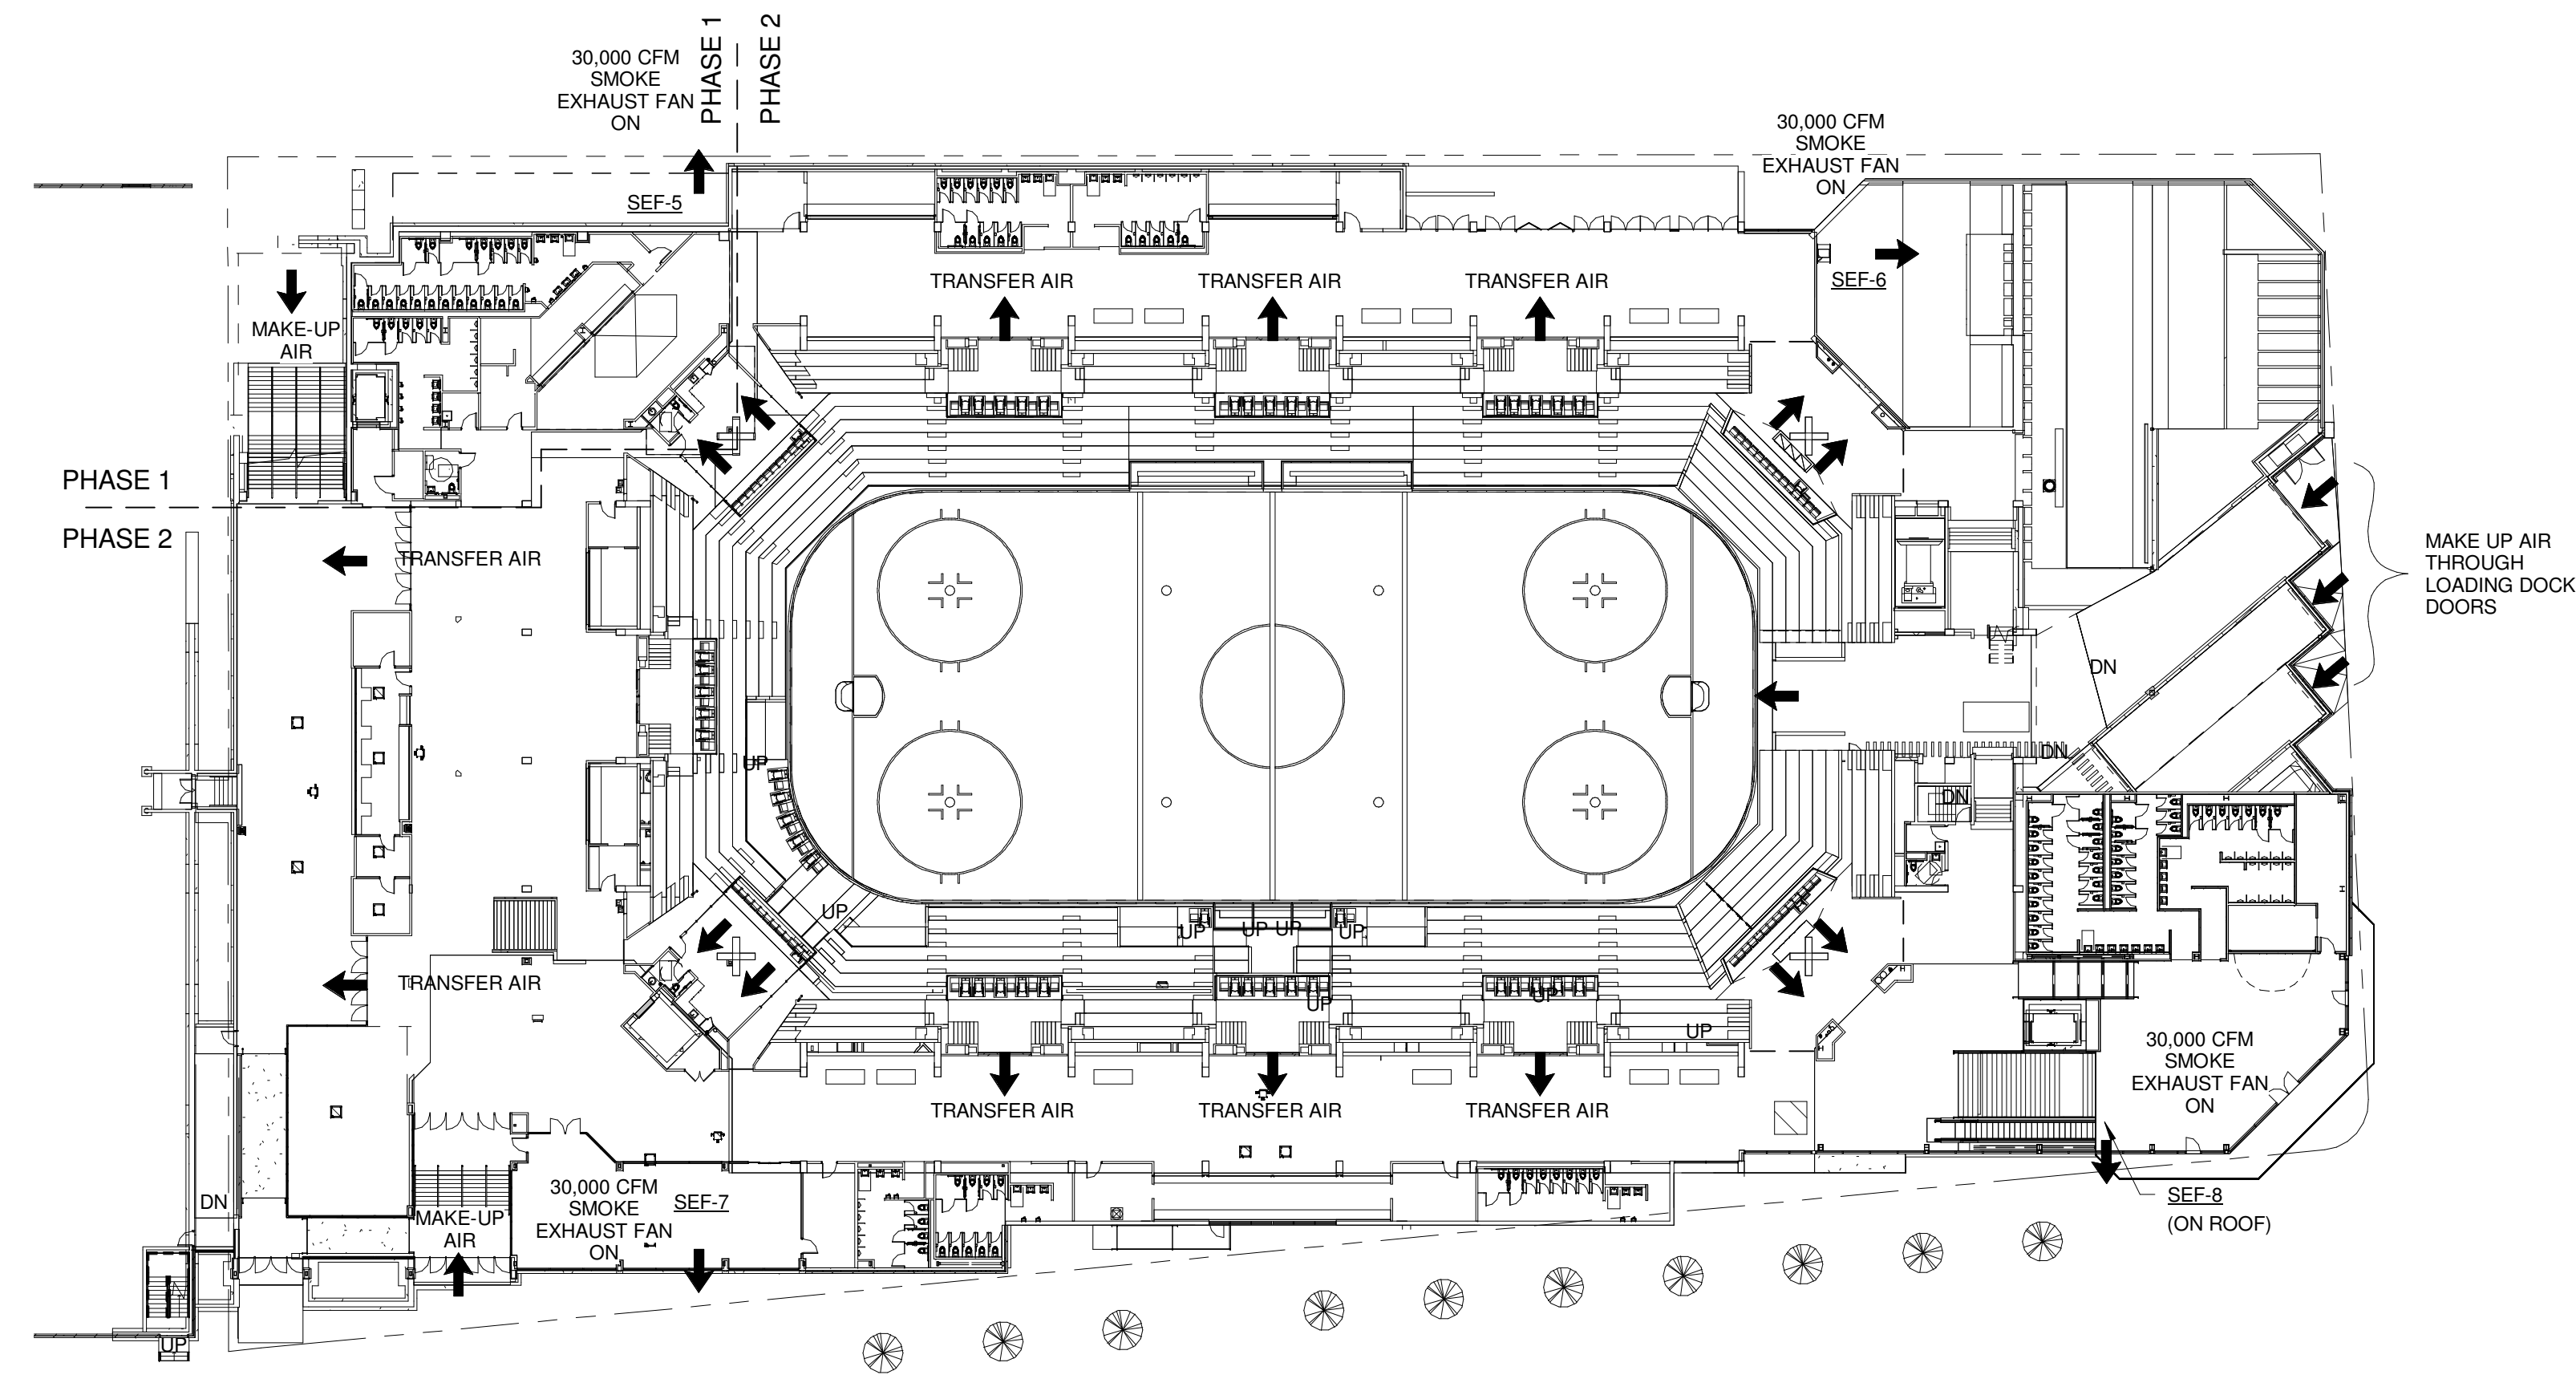 PHASE 1
PHASE 2
30,000 CFM
SMOKE
EXHAUST FAN
ON
30,000 CFM
SMOKE
EXHAUST FAN
ON
SEF-5
SEF-6
TRANSFER AIR
TRANSFER AIR
TRANSFER AIR
MAKE-UP
AIR
PHASE 1
PHASE 2
TRANSFER AIR
MAKE UP AIR
THROUGH
LOADING DOCK
DOORS
DN
DN
DN
UP
UP
UP
UP UP
UP
TRANSFER AIR
UP
UP
UP
30,000 CFM
SMOKE
EXHAUST FAN
ON
TRANSFER AIR
TRANSFER AIR
TRANSFER AIR
DN
MAKE-UP
AIR
30,000 CFM
SMOKE
EXHAUST FAN
ON
SEF-7
SEF-8
(ON ROOF)
UP